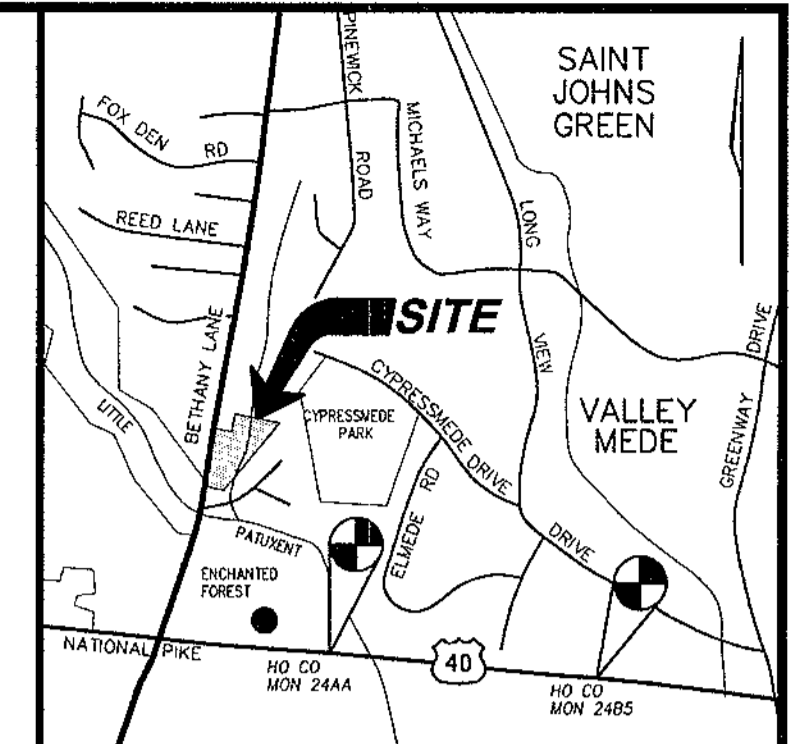 SAINT
JOHNS
GREEN
PINEWICK
ROAD
FOX DEN
RD
MICHAELS WAY
REED LANE
LONG
VIEW
DRIVE
SITE
BETHANY LANE
LITTLE
PATUXENT
CYPRESSMEDE
PARK
CYPRESSMEDE DRIVE
VALLEY
MEDE
GREENWAY
DRIVE
ELMEDE RD
ENCHANTED
FOREST
NATIONAL PIKE
HO CO
MON 24AA
40
HO CO
MON 24B5